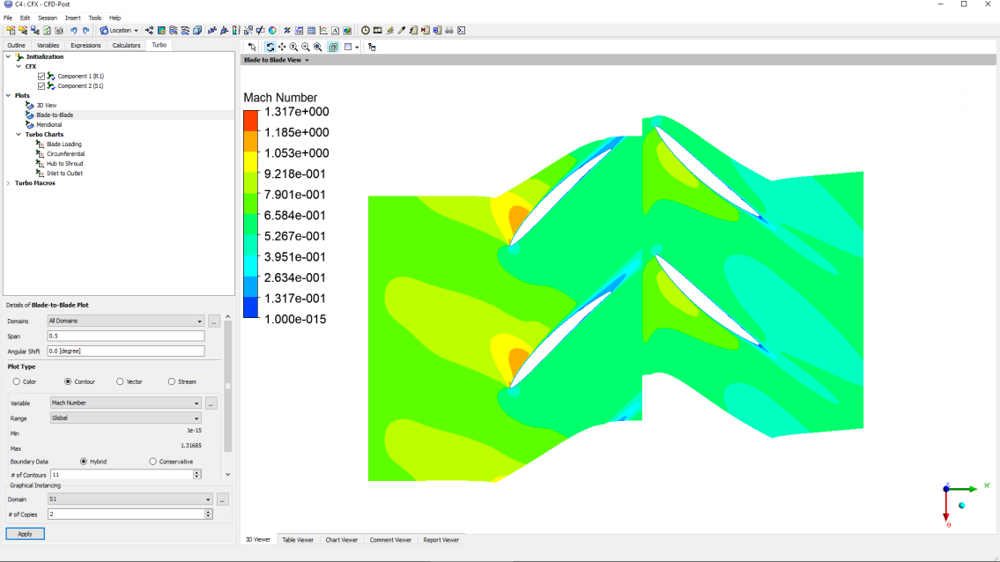 C4 : CFX - CFD-Post
File Edit Session Insert Tools Help
Location
Outline Variables Expressions Calculators Turbo
Initialization
CFX
Component 1 (R1)
Component 2 (S1)
Plots
3D View
Blade-to-Blade
Meridional
Turbo Charts
Blade Loading
Circumferential
Hub to Shroud
Inlet to Outlet
Turbo Macros
Details of Blade-to-Blade Plot
Domains All Domains ...
Span 0.5
Angular Shift 0.0 [degree]
Plot Type
Color Contour Vector Stream
Variable Mach Number ...
Range Global
Min 1e-15
Max 1.31685
Boundary Data Hybrid Conservative
# of Contours 11
Graphical Instancing
Domain S1 ...
# of Copies 2
Apply
Blade to Blade View
Mach Number
1.317e+000
1.185e+000
1.053e+000
9.218e-001
7.901e-001
6.584e-001
5.267e-001
3.951e-001
2.634e-001
1.317e-001
1.000e-015
S M'
θ
3D Viewer Table Viewer Chart Viewer Comment Viewer Report Viewer